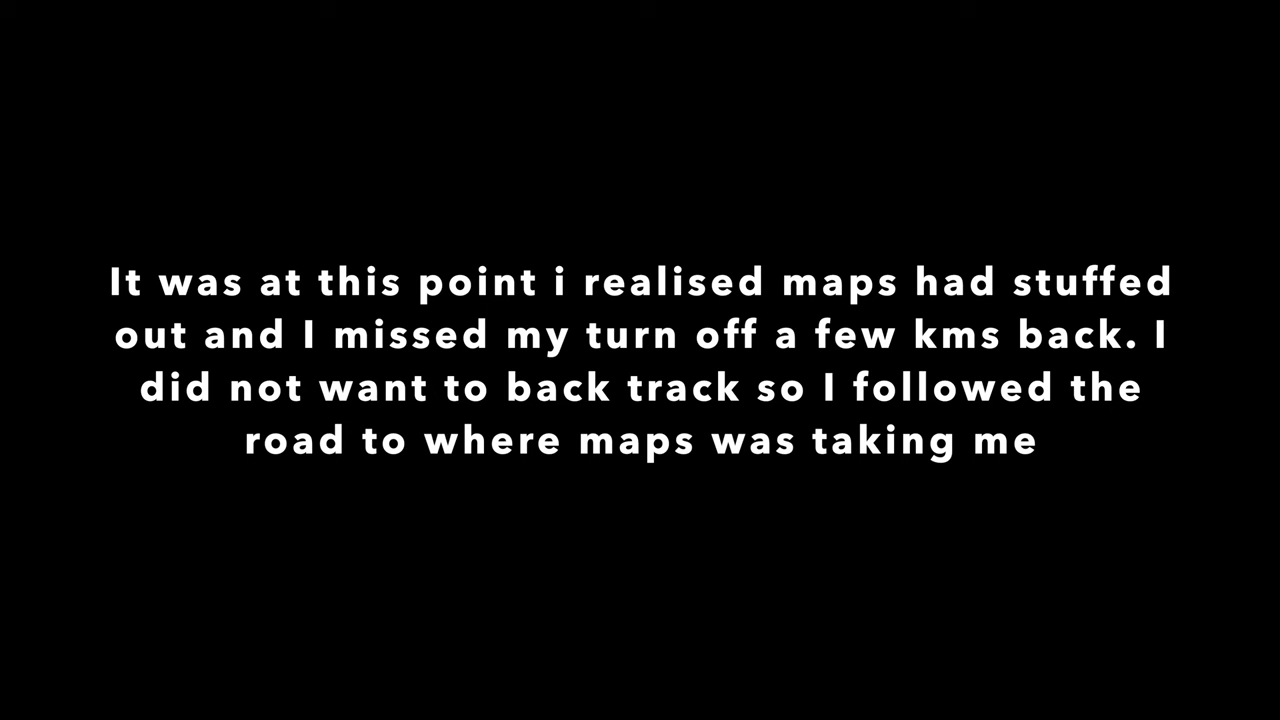 It was at this point i realised maps had stuffed
out and I missed my turn off a few kms back. I
did not want to back track so I followed the
road to where maps was taking me